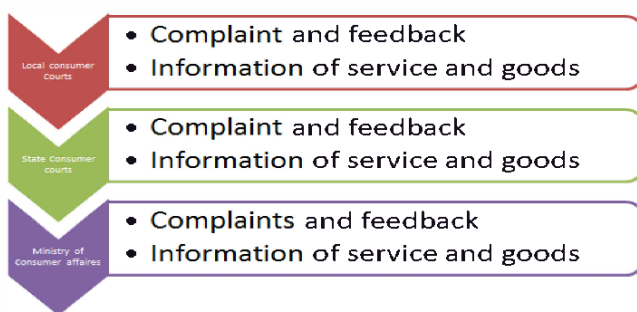 Local consumer
Courts
• Complaint and feedback
• Information of service and goods
State Consumer
courts
• Complaint and feedback
• Information of service and goods
Ministry of
Consumer affaires
• Complaints and feedback
• Information of service and goods